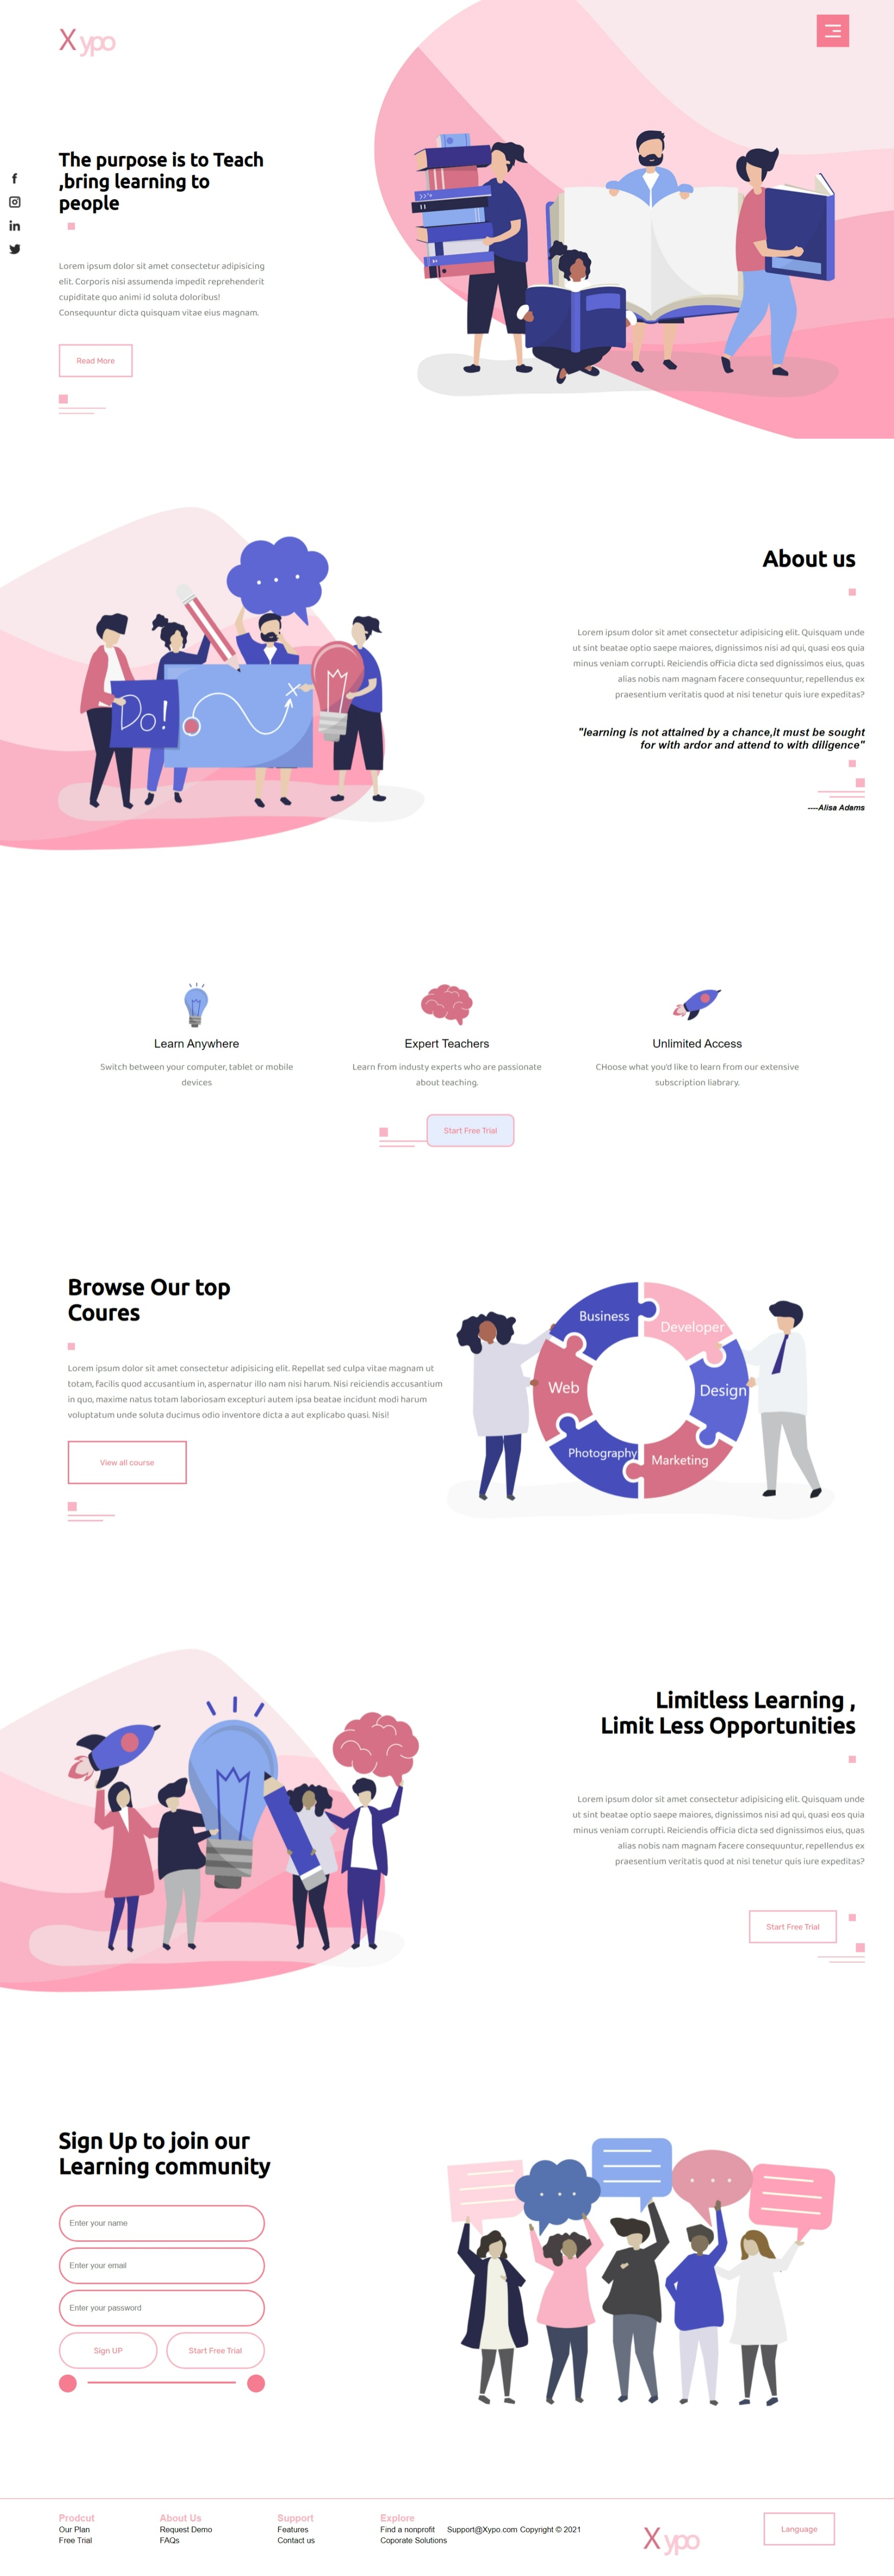 X ypo
The purpose is to Teach
,bring learning to
people
Lorem ipsum dolor sit amet consectetur adipisicing
elit. Corporis nisi assumenda impedit reprehenderit
cupiditate quo animi id soluta doloribus!
Consequuntur dicta quisquam vitae eius magnam.
Read More
Do!
About us
Lorem ipsum dolor sit amet consectetur adipisicing elit. Quisquam unde
ut sint beatae optio saepe maiores, dignissimos nisi ad qui, quasi eos quia
minus veniam corrupti. Reiciendis officia dicta sed dignissimos eius, quas
alias nobis nam magnam facere consequuntur, repellendus ex
praesentium veritatis quod at nisi tenetur quis iure expeditas?
"learning is not attained by a chance,it must be sought
for with ardor and attend to with diligence"
----Alisa Adams
Learn Anywhere
Switch between your computer, tablet or mobile
devices
Expert Teachers
Learn from industy experts who are passionate
about teaching.
Unlimited Access
CHoose what you'd like to learn from our extensive
subscription liabrary.
Start Free Trial
Browse Our top
Coures
Lorem ipsum dolor sit amet consectetur adipisicing elit. Repellat sed culpa vitae magnam ut
totam, facilis quod accusantium in, aspernatur illo nam nisi harum. Nisi reiciendis accusantium
in quo, maxime natus totam laboriosam excepturi autem ipsa beatae incidunt modi harum
voluptatum unde soluta ducimus odio inventore dicta a aut explicabo quasi. Nisi!
View all course
Business
Developer
Web
Design
Photography
Marketing
Limitless Learning ,
Limit Less Opportunities
Lorem ipsum dolor sit amet consectetur adipisicing elit. Quisquam unde
ut sint beatae optio saepe maiores, dignissimos nisi ad qui, quasi eos quia
minus veniam corrupti. Reiciendis officia dicta sed dignissimos eius, quas
alias nobis nam magnam facere consequuntur, repellendus ex
praesentium veritatis quod at nisi tenetur quis iure expeditas?
Start Free Trial
Sign Up to join our
Learning community
Enter your name
Enter your email
Enter your password
Sign UP
Start Free Trial
Prodcut
Our Plan
Free Trial
About Us
Request Demo
FAQs
Support
Features
Contact us
Explore
Find a nonprofit
Coporate Solutions
Support@Xypo.com Copyright © 2021
X ypo
Language